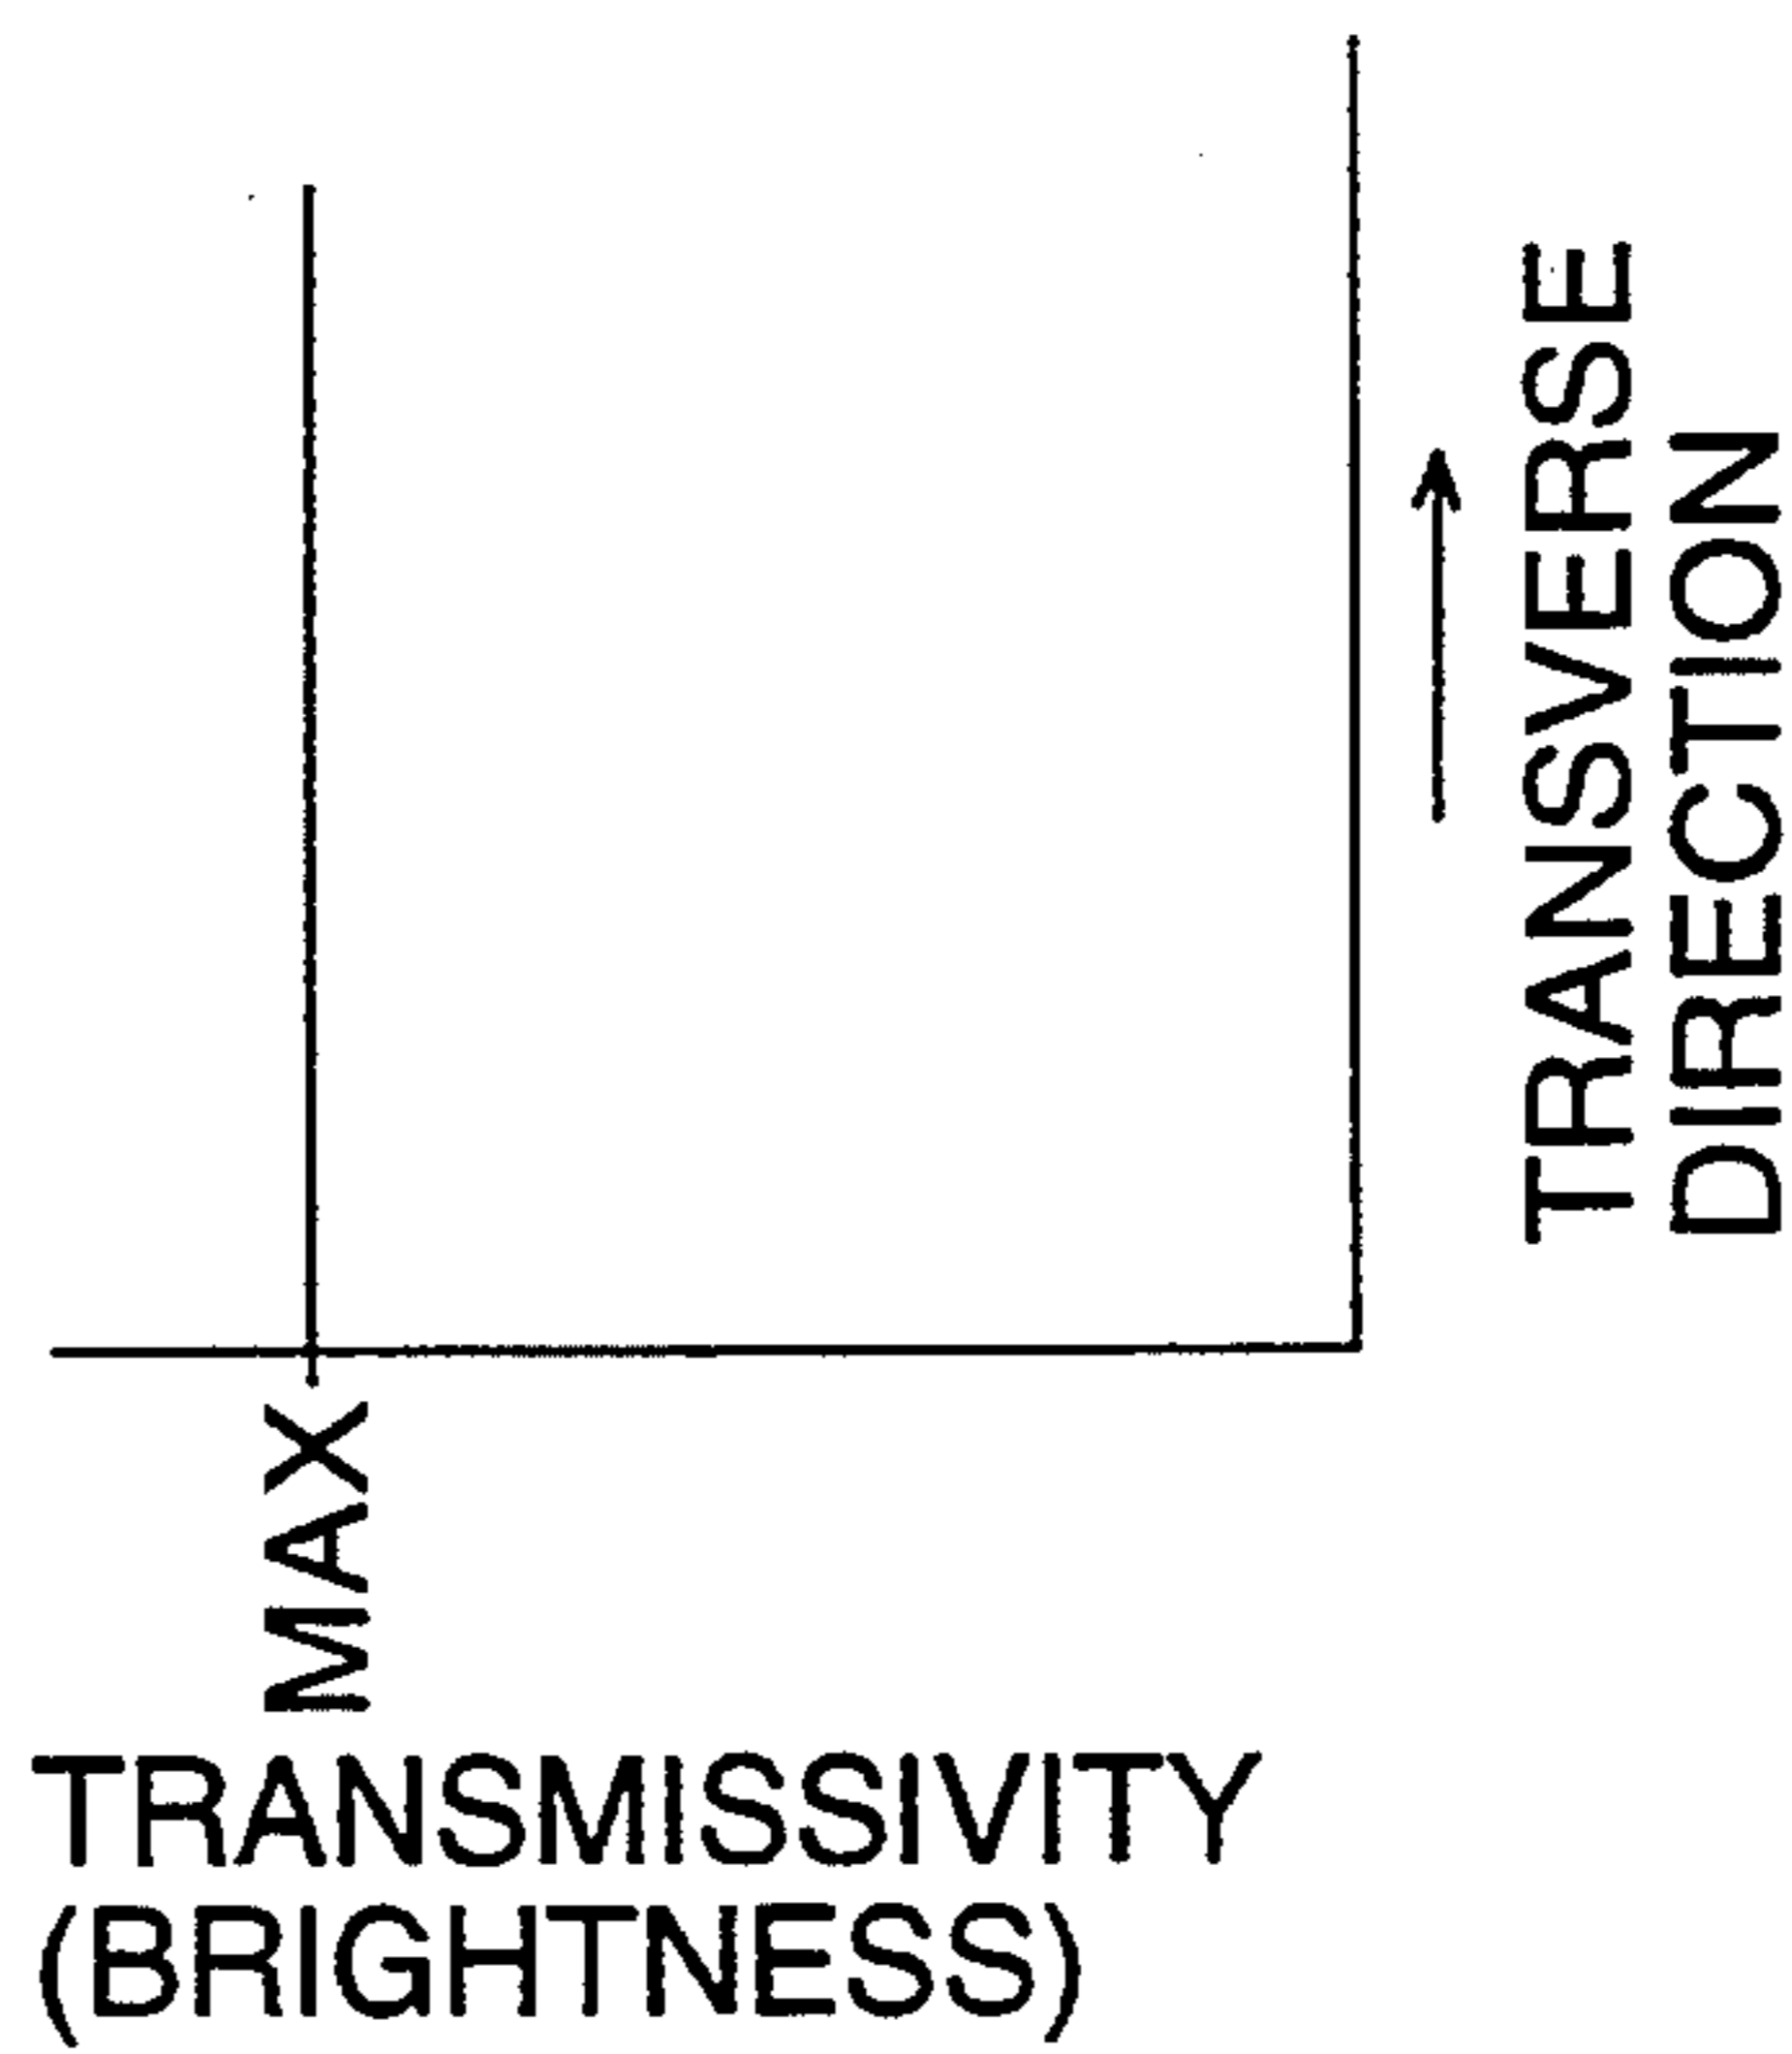 TRANSVERSE
DIRECTION
MAX
TRANSMISSIVITY
(BRIGHTNESS)